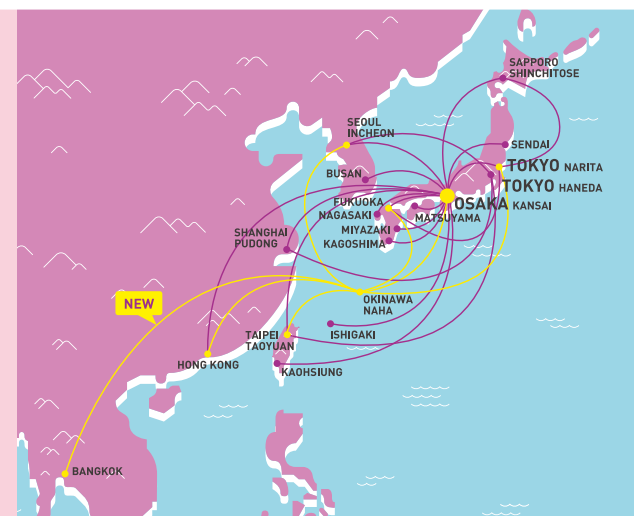 SAPPORO
SHINCHITOSE
SEOUL
INCHEON
SENDAI
TOKYO NARITA
BUSAN
TOKYO HANEDA
FUKUOKA
OSAKA KANSAI
NAGASAKI
MATSUYAMA
MIYAZAKI
SHANGHAI
PUDONG
KAGOSHIMA
NEW
OKINAWA
NAHA
TAIPEI
TAOYUAN
ISHIGAKI
HONG KONG
KAOHSIUNG
BANGKOK